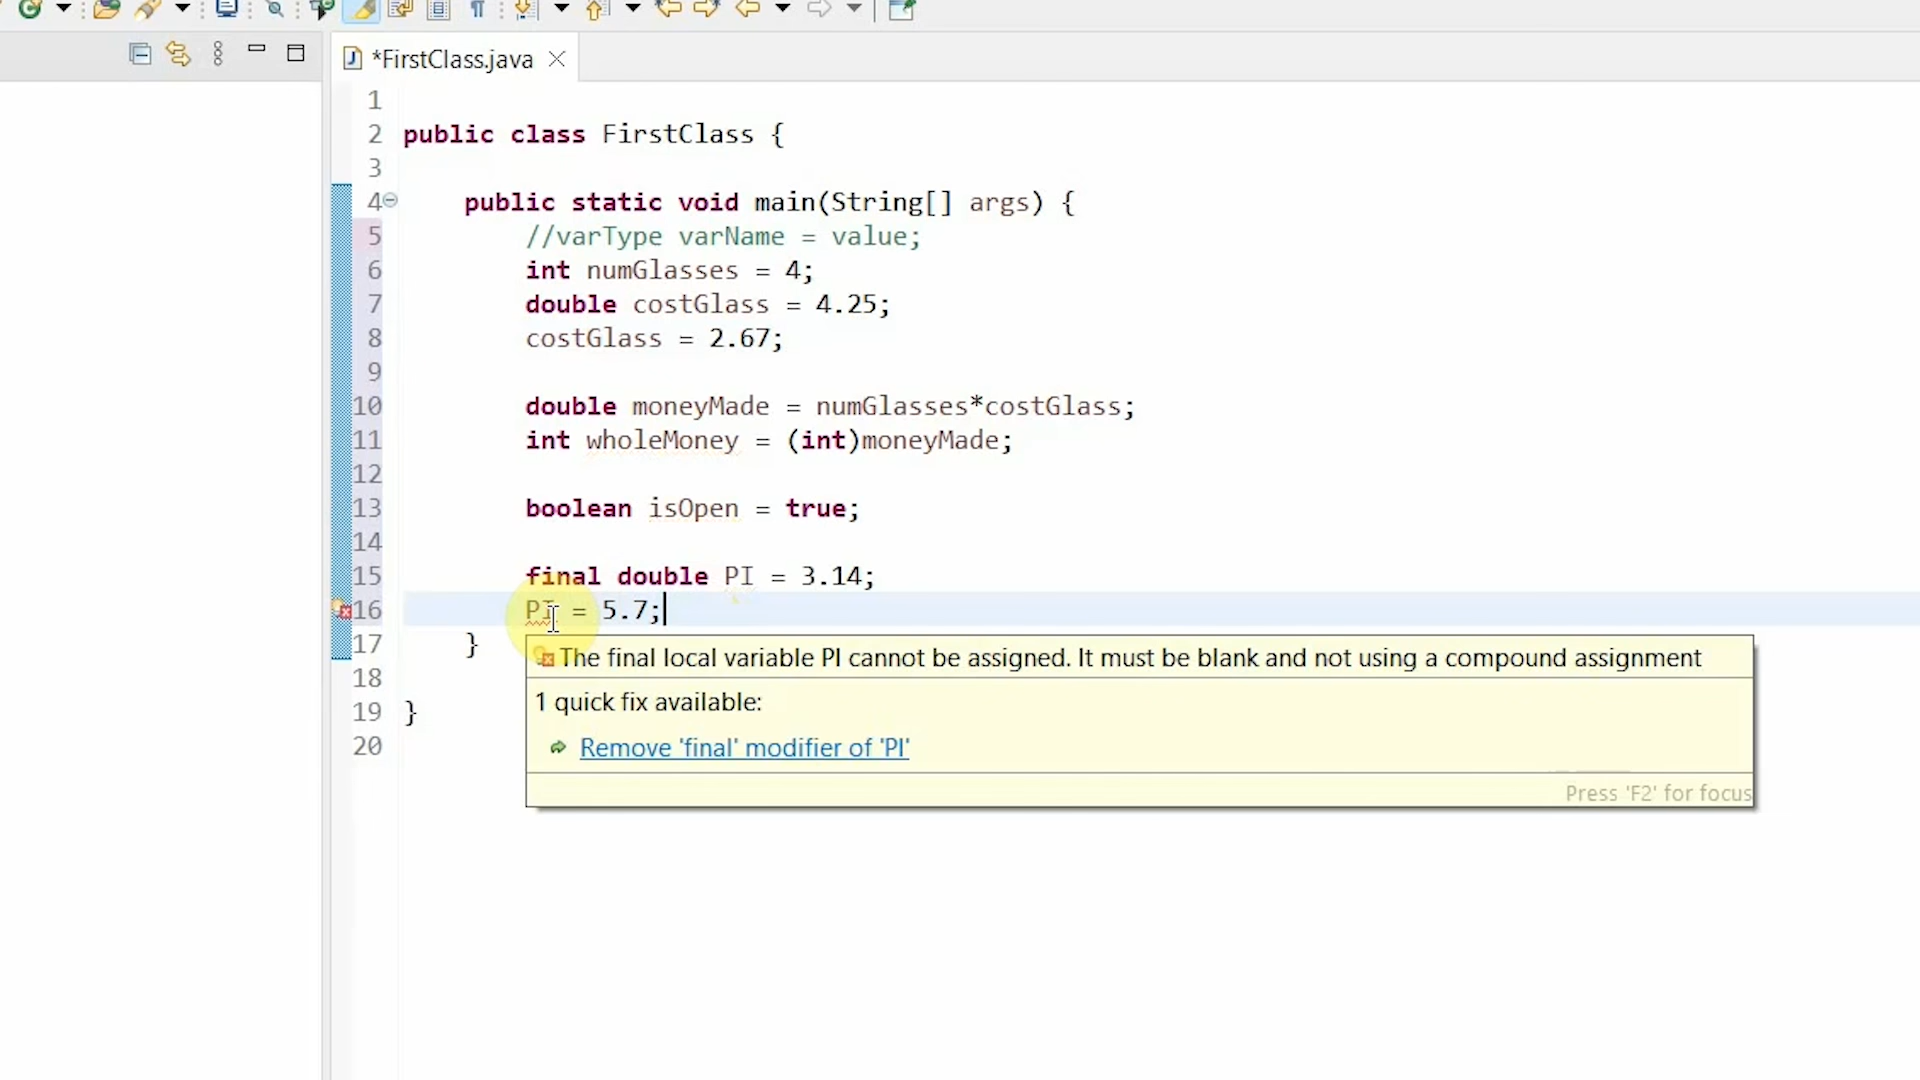 *FirstClass.java
1
2 public class FirstClass {
3
4 public static void main(String[] args) {
5 //varType varName = value;
6 int numGlasses = 4;
7 double costGlass = 4.25;
8 costGlass = 2.67;
9
10 double moneyMade = numGlasses*costGlass;
11 int wholeMoney = (int)moneyMade;
12
13 boolean isOpen = true;
14
15 final double PI = 3.14;
16 PI = 5.7;
17 }
The final local variable PI cannot be assigned. It must be blank and not using a compound assignment
18
1 quick fix available:
19 }
20
Remove 'final' modifier of 'PI'
Press 'F2' for focus